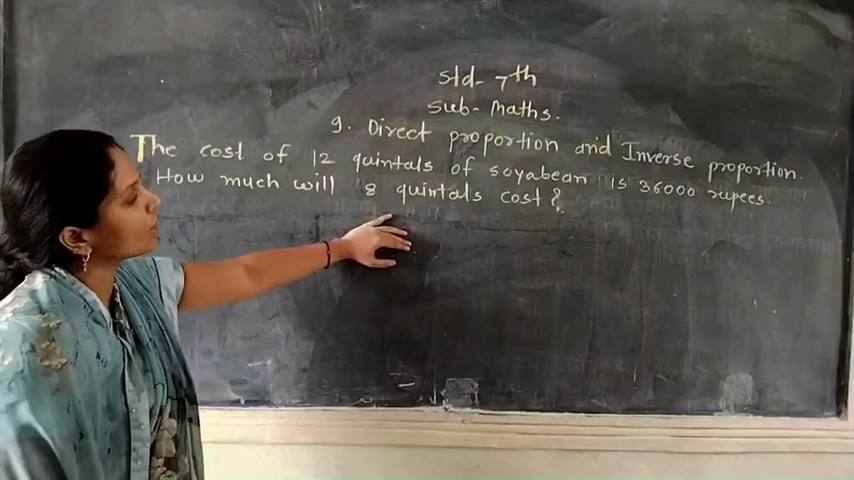 Std- 7th
Sub- Maths.
9. Direct proportion and Inverse proportion.
The cost of 12 quintals of soyabean is 36000 rupees.
How much will 8 quintals cost?